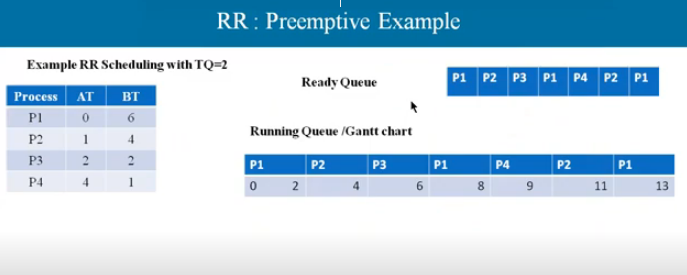 RR : Preemptive Example
Example RR Scheduling with TQ=2
Ready Queue
P1 P2 P3 P1 P4 P2 P1
Process AT BT
P1 0 6
P2 1 4
P3 2 2
P4 4 1
Running Queue /Gantt chart
P1 P2 P3 P1 P4 P2 P1
0 2 4 6 8 9 11 13